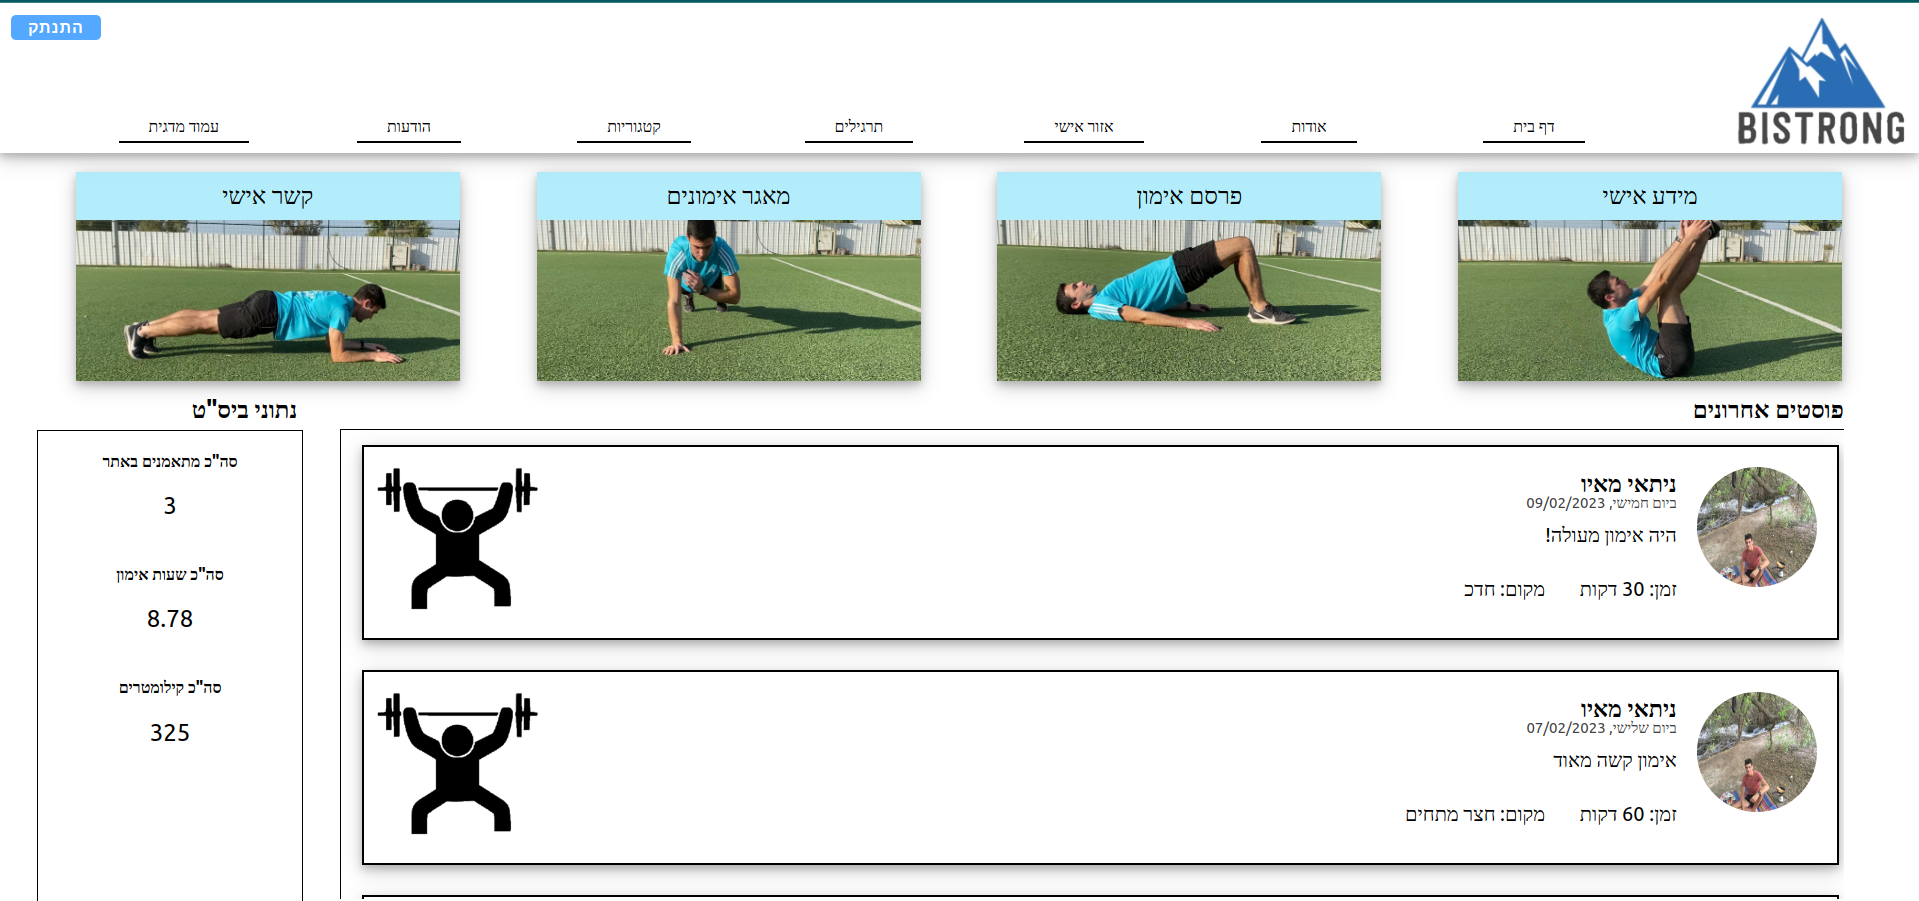 התנתק
BISTRONG
דף בית
אודות
אזור אישי
תרגילים
קטגוריות
הודעות
עמוד מדגית
מידע אישי
פרסם אימון
מאגר אימונים
קשר אישי
פוסטים אחרונים
ניתאי מאיו
ביום חמישי, 09/02/2023
היה אימון מעולה!
זמן: 30 דקות מקום: חדכ
ניתאי מאיו
ביום שלישי, 07/02/2023
אימון קשה מאוד
זמן: 60 דקות מקום: חצר מתחים
נתוני ביס"ט
סה"כ מתאמנים באתר
3
סה"כ שעות אימון
8.78
סה"כ קילומטרים
325